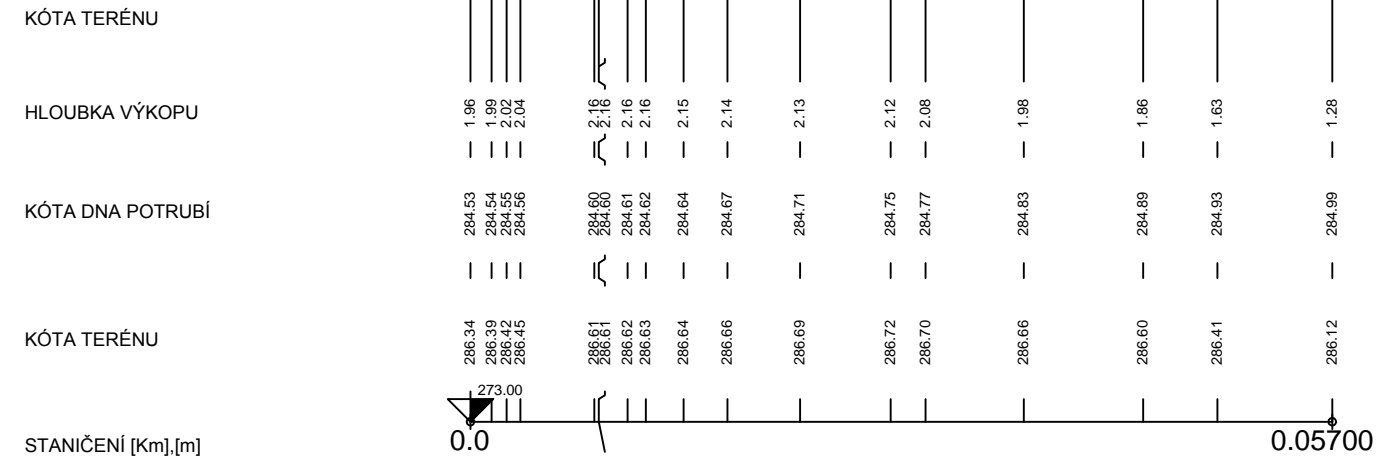 KÓTA TERÉNU
HLOUBKA VÝKOPU 1.96 1.99 2.02 2.04 2.16 2.16 2.16 2.16 2.15 2.14 2.13 2.12 2.08 1.98 1.86 1.63 1.28
KÓTA DNA POTRUBÍ 284.53 284.54 284.55 284.56 284.60 284.60 284.61 284.62 284.64 284.67 284.71 284.75 284.77 284.83 284.89 284.93 284.99
KÓTA TERÉNU 286.34 286.39 286.42 286.45 286.61 286.61 286.62 286.63 286.64 286.66 286.69 286.72 286.70 286.66 286.60 286.41 286.12
273.00
STANIČENÍ [Km],[m] 0.0 0.05700